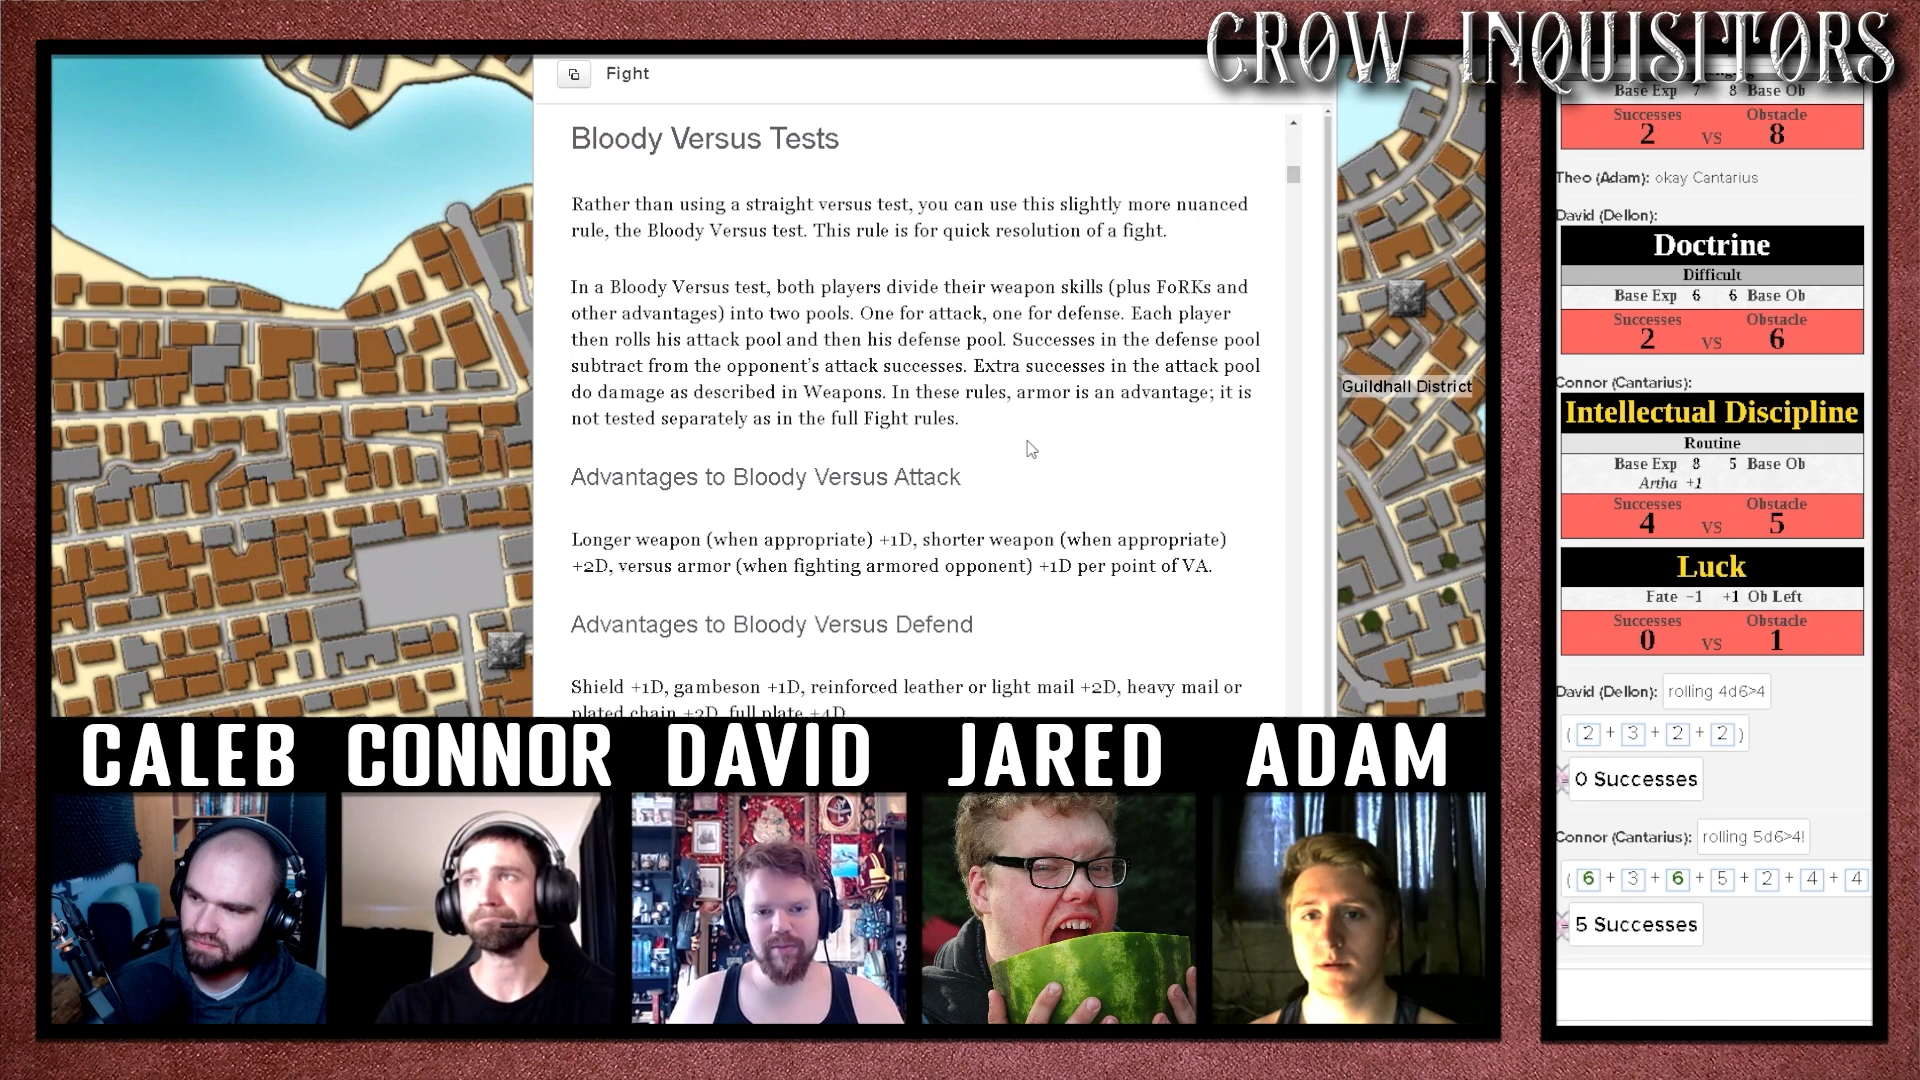 CROW INQUISITORS
Fight
Bloody Versus Tests
Rather than using a straight versus test, you can use this slightly more nuanced
rule, the Bloody Versus test. This rule is for quick resolution of a fight.
In a Bloody Versus test, both players divide their weapon skills (plus FoRKs and
other advantages) into two pools. One for attack, one for defense. Each player
then rolls his attack pool and then his defense pool. Successes in the defense pool
subtract from the opponent's attack successes. Extra successes in the attack pool
do damage as described in Weapons. In these rules, armor is an advantage; it is
not tested separately as in the full Fight rules.
Advantages to Bloody Versus Attack
Longer weapon (when appropriate) +1D, shorter weapon (when appropriate)
+2D, versus armor (when fighting armored opponent) +1D per point of VA.
Advantages to Bloody Versus Defend
Shield +1D, gambeson +1D, reinforced leather or light mail +2D, heavy mail or
plated chain +3D, full plate +4D
Guildhall District
CALEB CONNOR DAVID JARED ADAM
Base Exp 7 8 Base Ob
Successes Obstacle
2 VS 8
Theo (Adam): okay Cantarius
David (Dellon):
Doctrine
Difficult
Base Exp 6 6 Base Ob
Successes Obstacle
2 VS 6
Connor (Cantarius):
Intellectual Discipline
Routine
Base Exp 8 5 Base Ob
Artha +1
Successes Obstacle
4 VS 5
Luck
Fate -1 +1 Ob Left
Successes Obstacle
0 VS 1
David (Dellon): rolling 4d6>4
( 2 + 3 + 2 + 2 )
0 Successes
Connor (Cantarius): rolling 5d6>4!
( 6 + 3 + 6 + 5 + 2 + 4 + 4
5 Successes